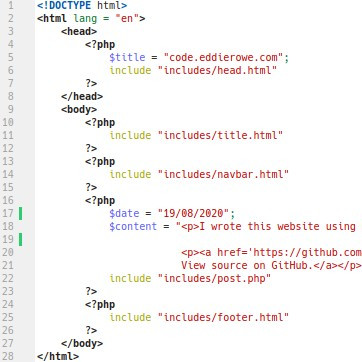 1 <!DOCTYPE html>
2 <html lang = "en">
3 <head>
4 <?php
5 $title = "code.eddierowe.com";
6 include "includes/head.html"
7 ?>
8 </head>
9 <body>
10 <?php
11 include "includes/title.html"
12 ?>
13 <?php
14 include "includes/navbar.html"
15 ?>
16 <?php
17 $date = "19/08/2020";
18 $content = "<p>I wrote this website using
19
20 <p><a href='https://github.com
21 View source on GitHub.</a></p>
22 include "includes/post.php"
23 ?>
24 <?php
25 include "includes/footer.html"
26 ?>
27 </body>
28 </html>